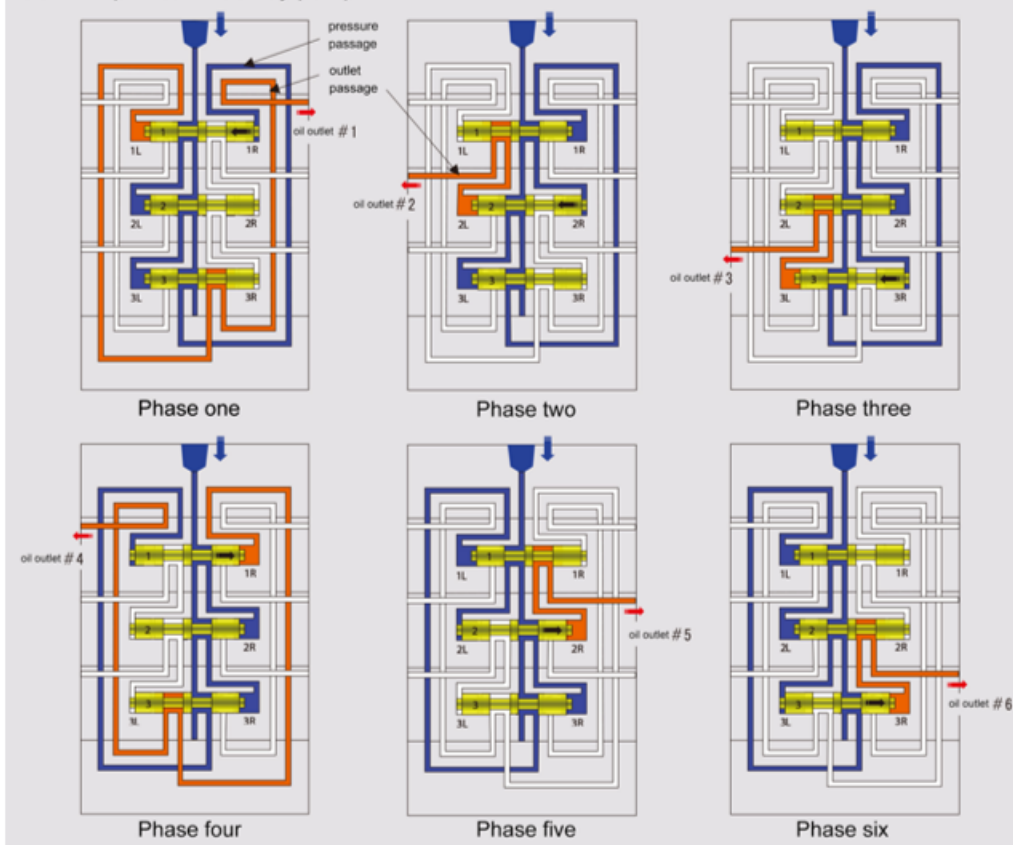 pressure
passage
outlet
passage
oil outlet #1
1
1L
1R
2
2L
2R
3
3L
3R
Phase one
1
1L
1R
oil outlet #2
2
2L
2R
3
3L
3R
Phase two
1
1L
1R
2
2L
2R
oil outlet #3
3
3L
3R
Phase three
oil outlet #4
1
1R
2
2R
3
3L
3R
Phase four
1
1L
1R
2
2L
2R
oil outlet #5
3
3L
3R
Phase five
1
1L
1R
2
2L
2R
3
3L
3R
oil outlet #6
Phase six